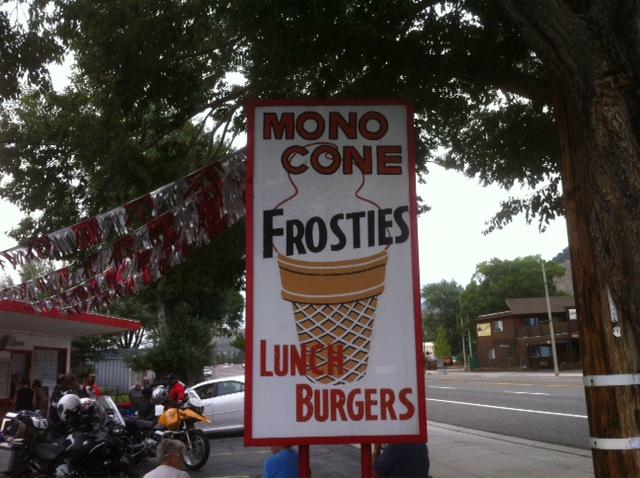 MONO
CONE
FROSTIES
LUNCH
BURGERS